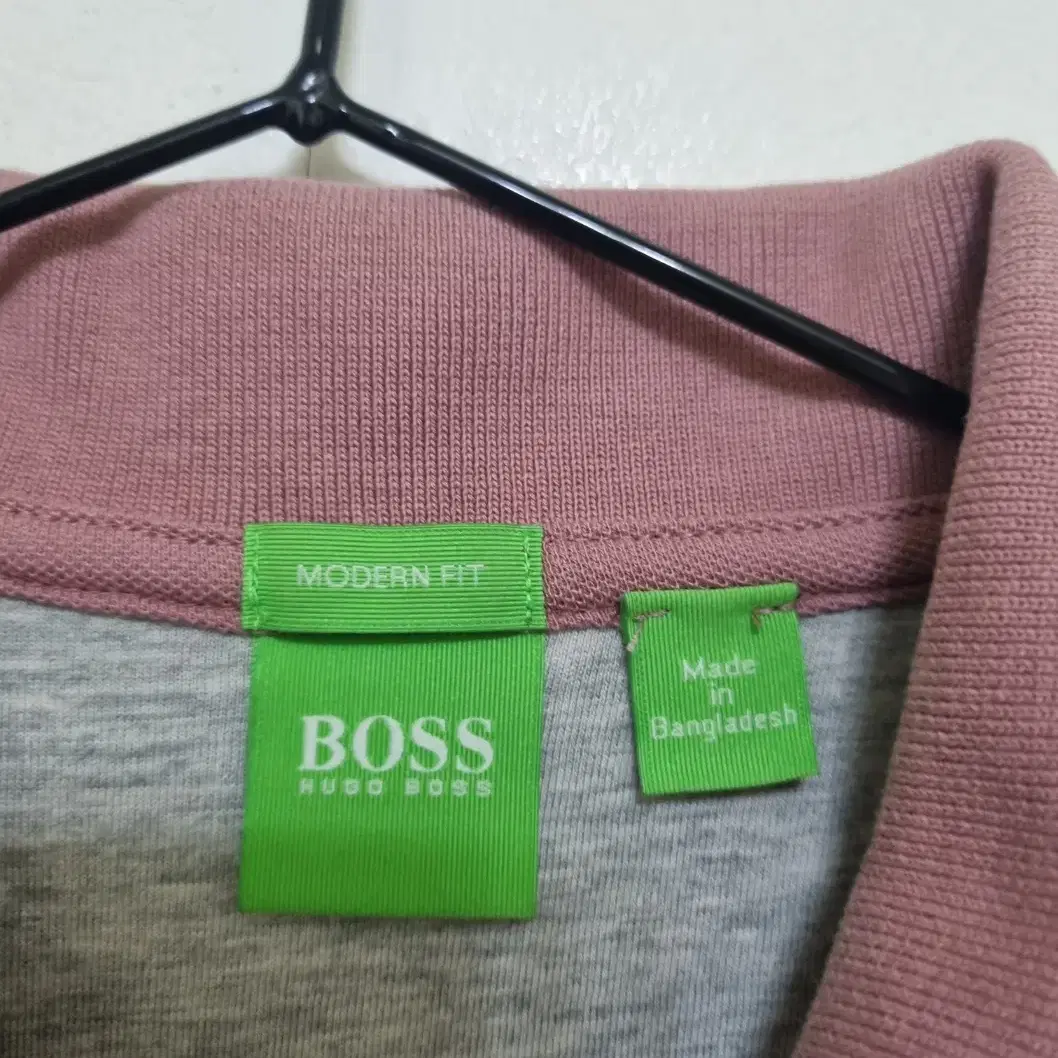 MODERN FIT
BOSS
HUGO BOSS
Made
in
Bangladesh